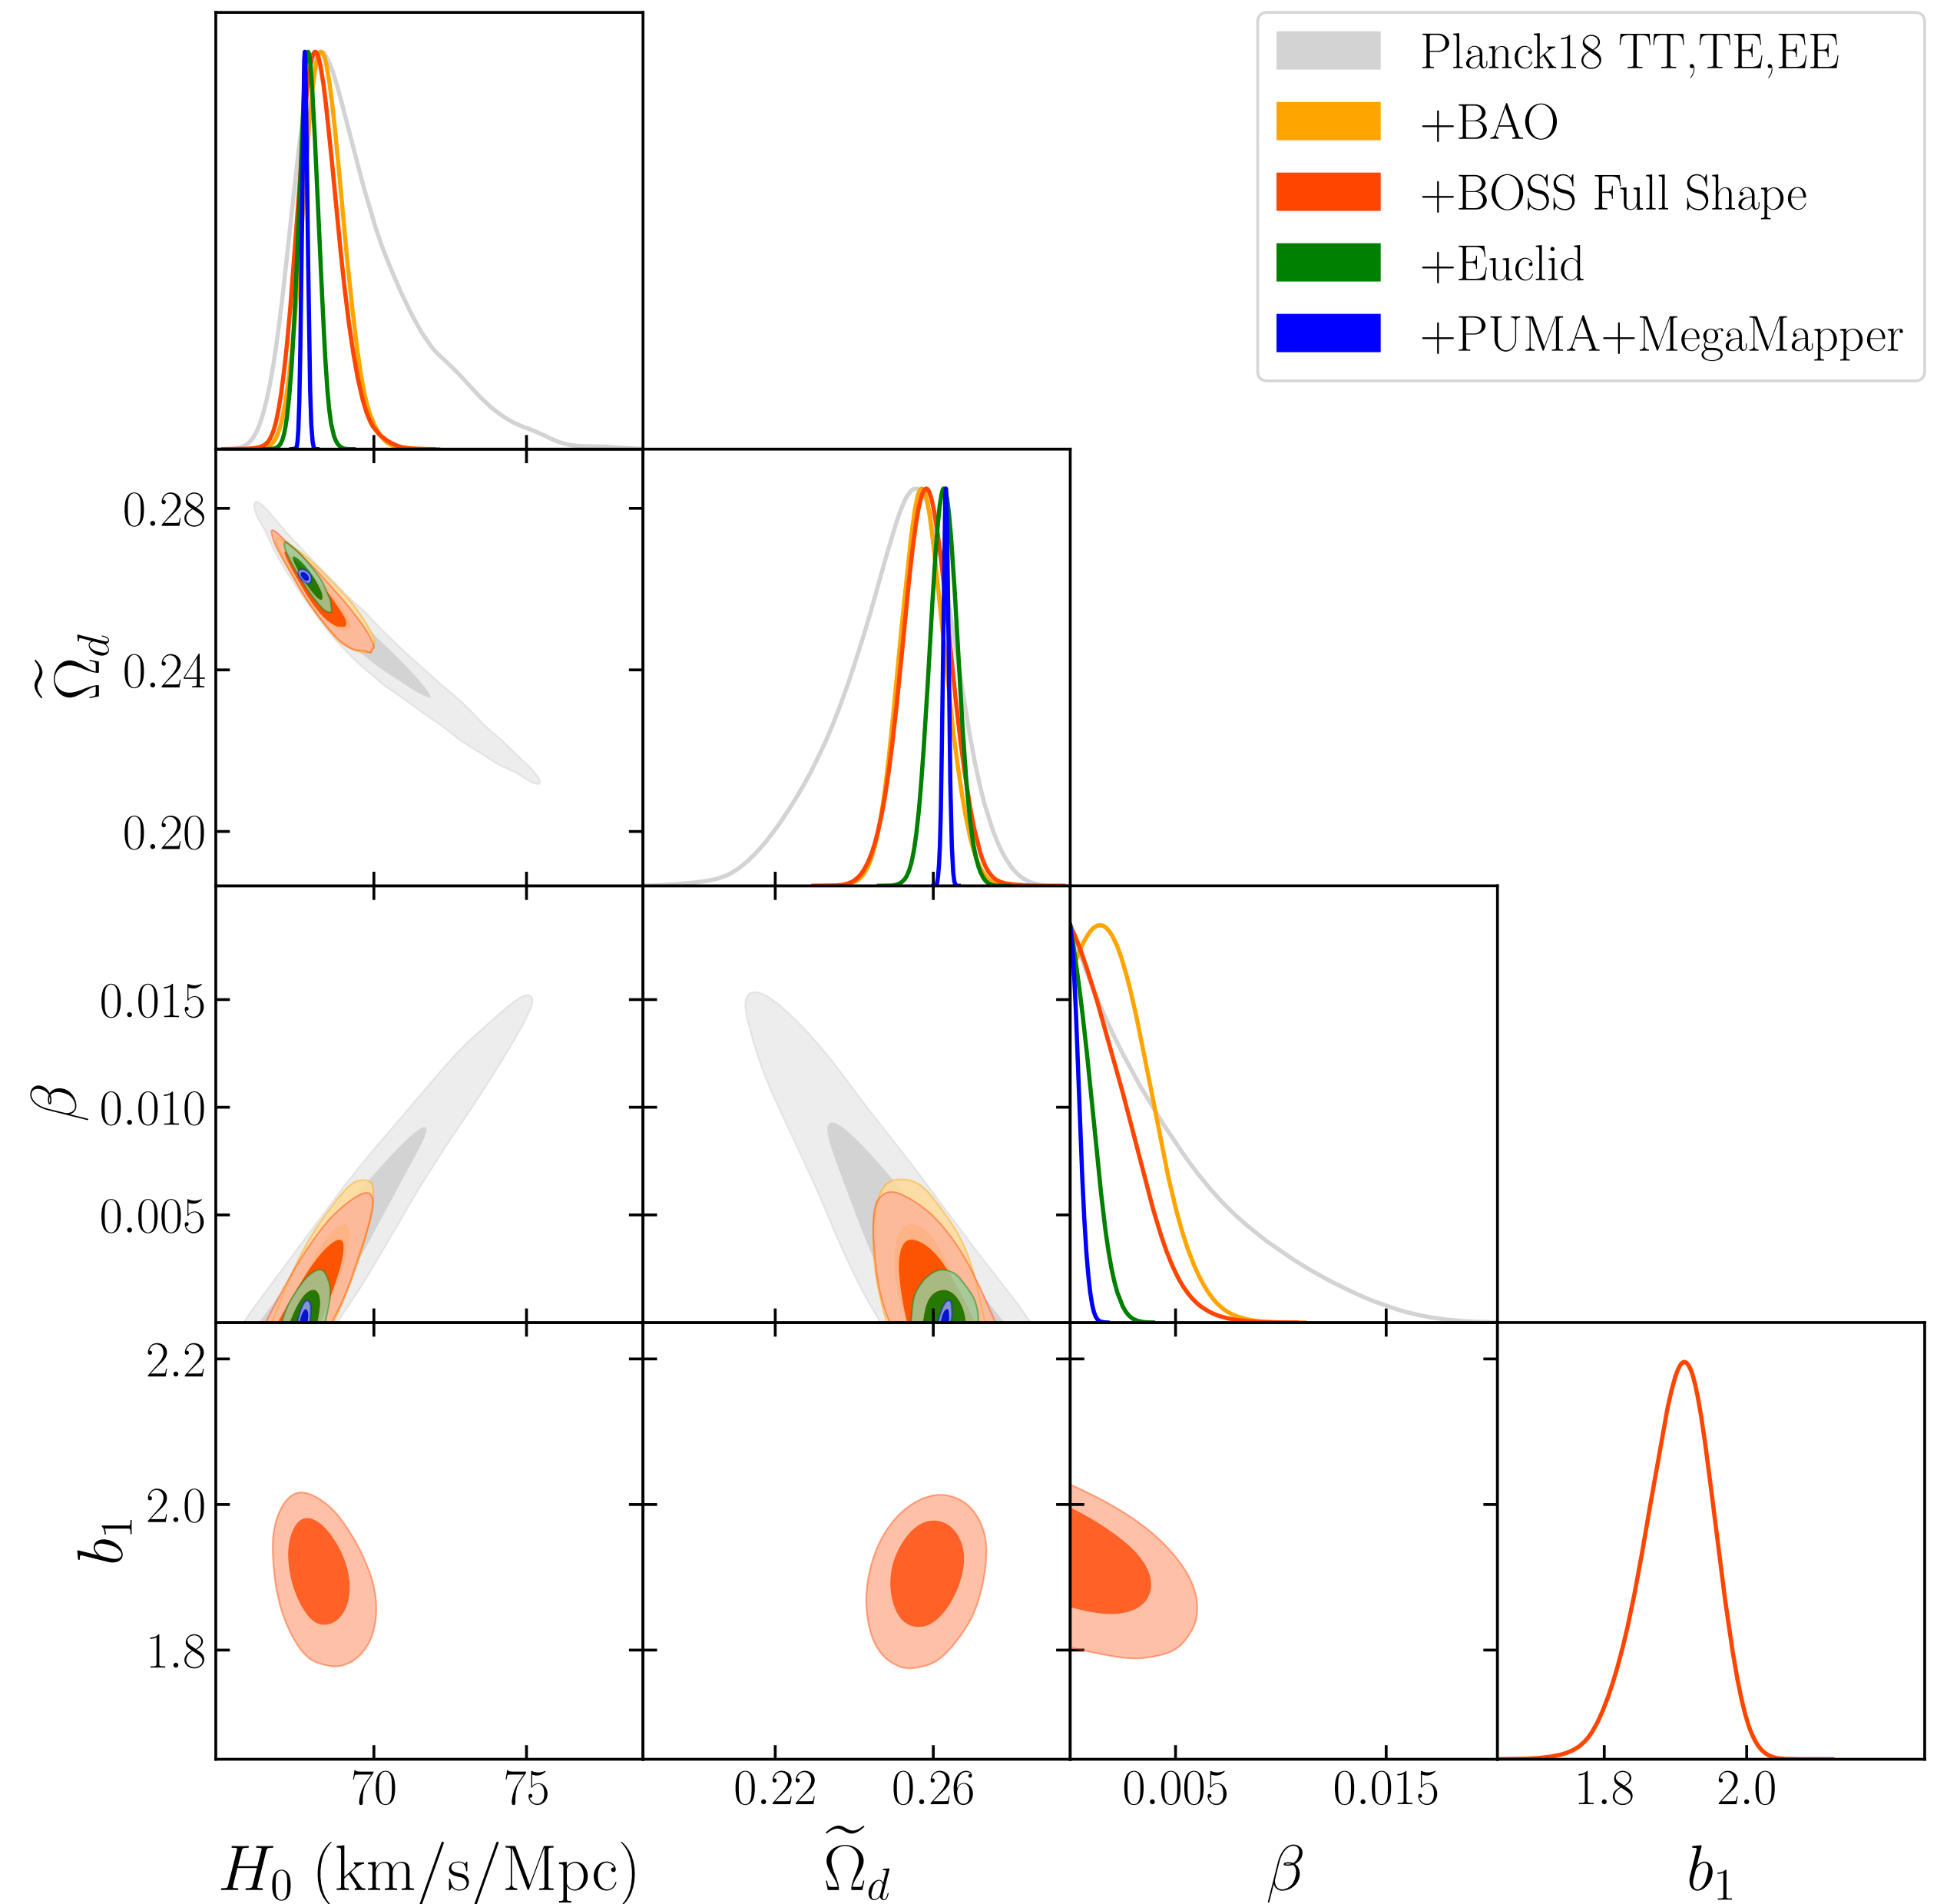 Planck18 TT,TE,EE
+BAO
+BOSS Full Shape
+Euclid
+PUMA+MegaMapper
0.28
0.24
0.20
Ω̃_d
0.015
0.010
0.005
β
2.2
2.0
1.8
b₁
70 75 0.22 0.26 0.005 0.015 1.8 2.0
H₀ (km/s/Mpc) Ω̃_d β b₁